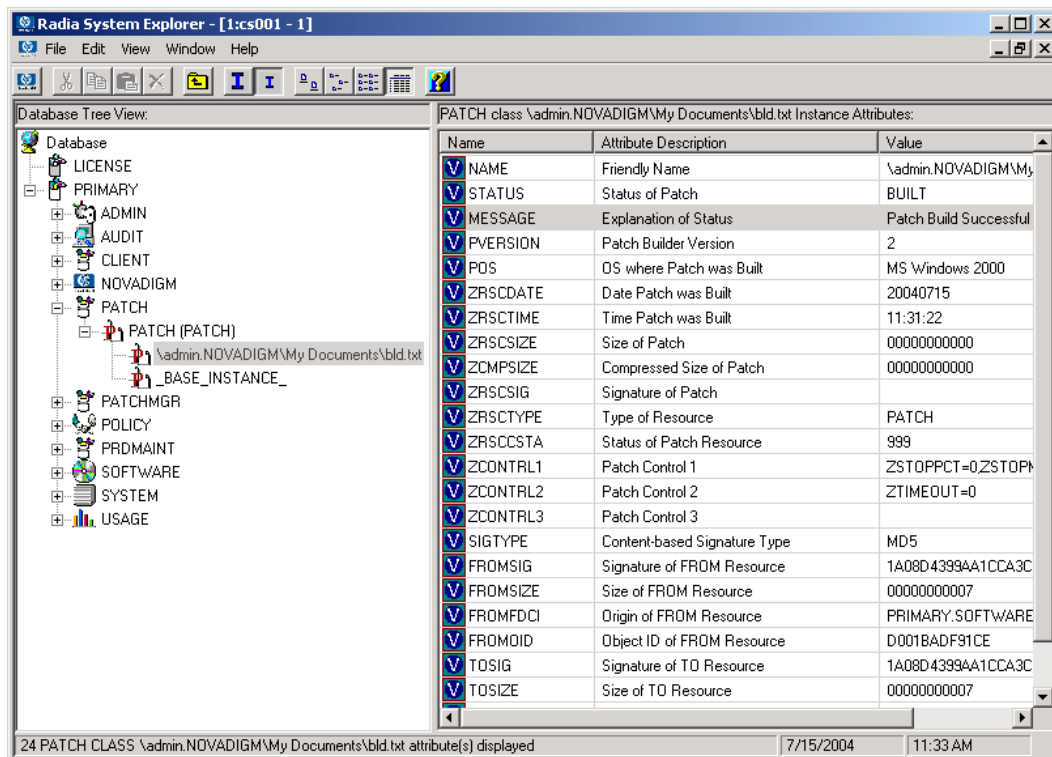 Radia System Explorer - [1:cs001 - 1]
File Edit View Window Help
Database Tree View:
Database
LICENSE
PRIMARY
ADMIN
AUDIT
CLIENT
NOVADIGM
PATCH
PATCH (PATCH)
\admin.NOVADIGM\My Documents\bld.txt
_BASE_INSTANCE_
PATCHMGR
POLICY
PRDMAINT
SOFTWARE
SYSTEM
USAGE
PATCH class \admin.NOVADIGM\My Documents\bld.txt Instance Attributes:
Name Attribute Description Value
NAME Friendly Name \admin.NOVADIGM\My
STATUS Status of Patch BUILT
MESSAGE Explanation of Status Patch Build Successful
PVERSION Patch Builder Version 2
POS OS where Patch was Built MS Windows 2000
ZRSCDATE Date Patch was Built 20040715
ZRSCTIME Time Patch was Built 11:31:22
ZRSCSIZE Size of Patch 00000000000
ZCMPSIZE Compressed Size of Patch 00000000000
ZRSCSIG Signature of Patch
ZRSCTYPE Type of Resource PATCH
ZRSCCSTA Status of Patch Resource 999
ZCONTRL1 Patch Control 1 ZSTOPPCT=0,ZSTOPM
ZCONTRL2 Patch Control 2 ZTIMEOUT=0
ZCONTRL3 Patch Control 3
SIGTYPE Content-based Signature Type MD5
FROMSIG Signature of FROM Resource 1A08D4399AA1CCA3C
FROMSIZE Size of FROM Resource 00000000007
FROMFDCI Origin of FROM Resource PRIMARY.SOFTWARE
FROMOID Object ID of FROM Resource D001BADF91CE
TOSIG Signature of TO Resource 1A08D4399AA1CCA3C
TOSIZE Size of TO Resource 00000000007
24 PATCH CLASS \admin.NOVADIGM\My Documents\bld.txt attribute(s) displayed 7/15/2004 11:33 AM